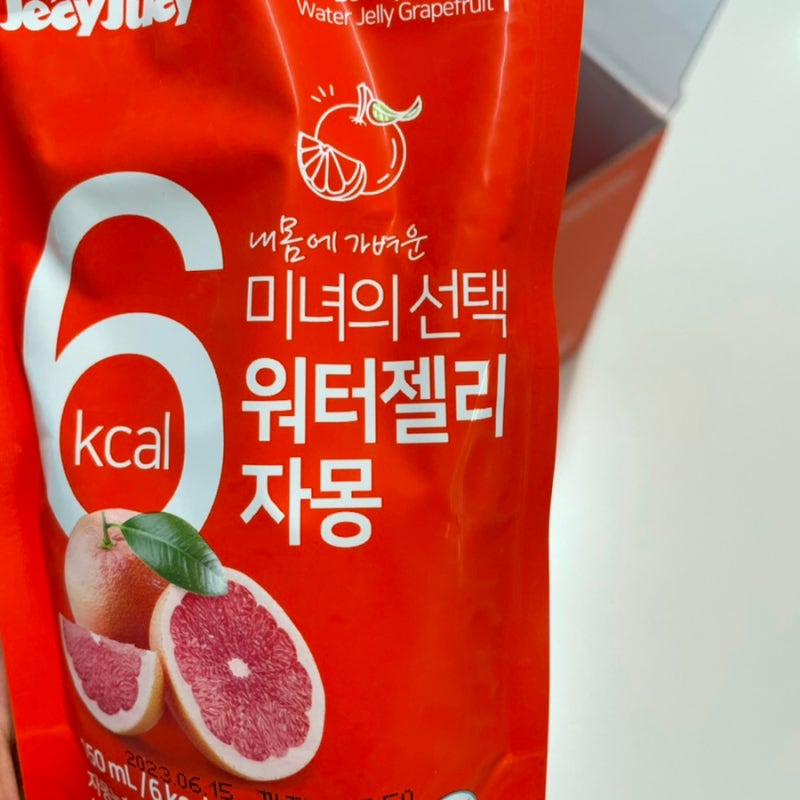 JecyJucy
Water Jelly Grapefruit
6
kcal
내몸에 가벼운
미녀의 선택
워터젤리
자몽
2023.06.15